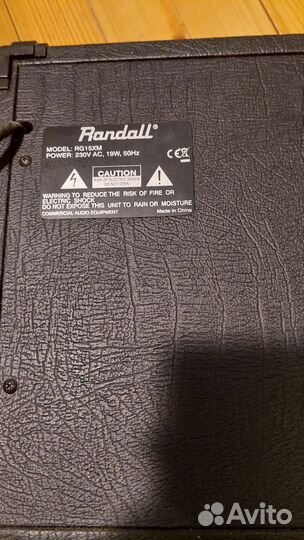 Randall®
MODEL: RG15XM
POWER: 230V AC, 19W, 50Hz
CE
CAUTION
RISK OF ELECTRIC SHOCK
DO NOT OPEN
WARNING TO REDUCE THE RISK OF FIRE OR
ELECTRIC SHOCK
DO NOT EXPOSE THIS UNIT TO RAIN OR MOISTURE
COMMERCIAL AUDIO EQUIPMENT
Made in China
Avito